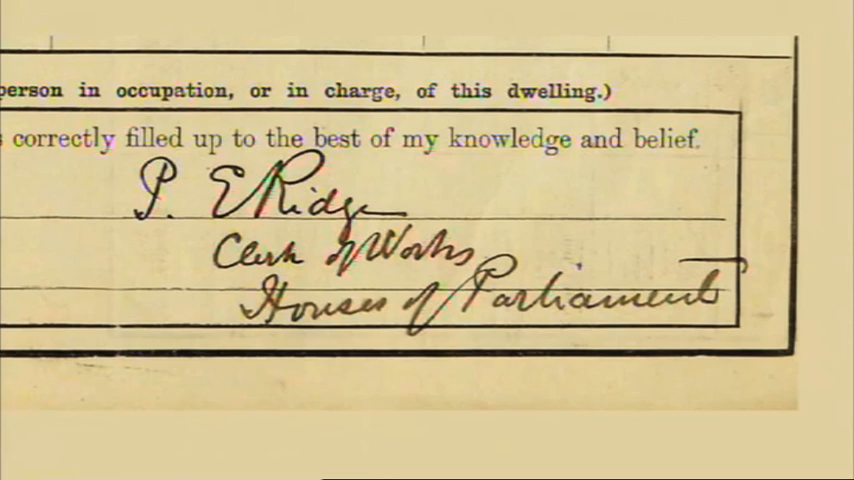 person in occupation, or in charge, of this dwelling.)
s correctly filled up to the best of my knowledge and belief.
P. E Ridge
Clerk of Works
Houses of Parliament